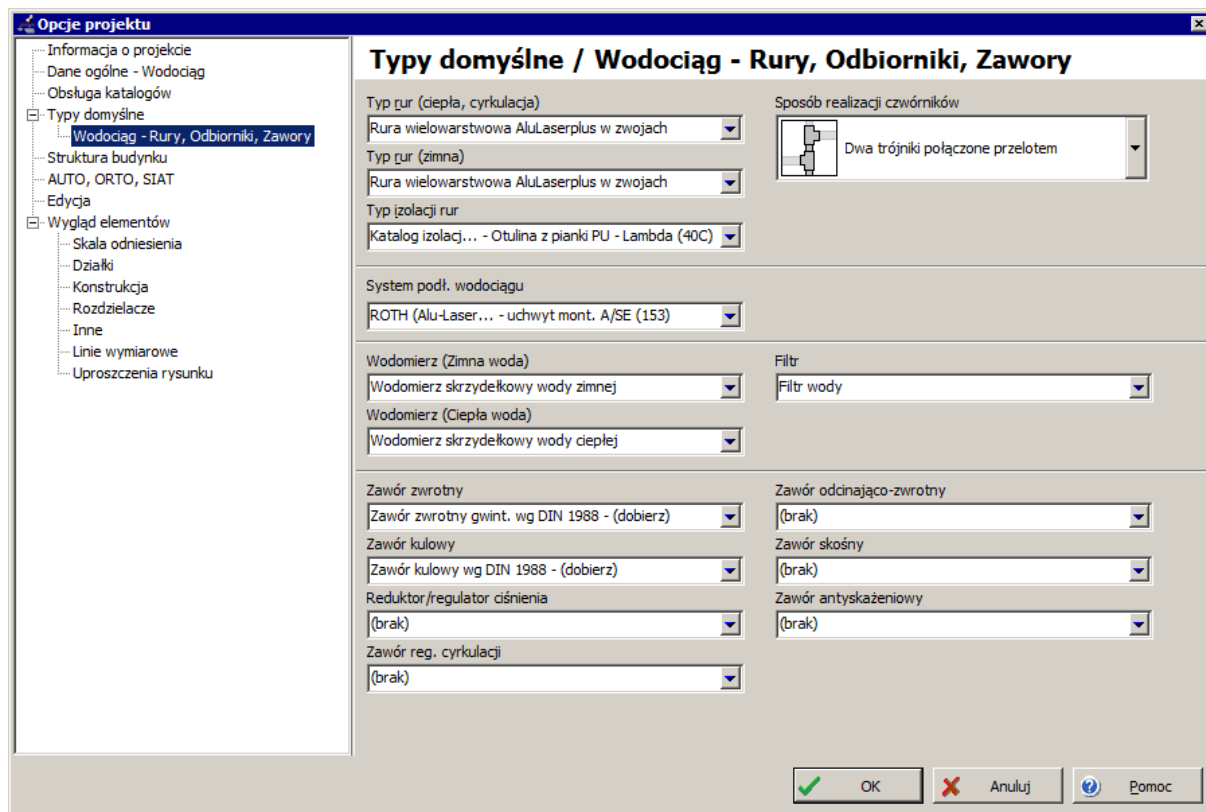 Opcje projektu
Informacja o projekcie
Dane ogólne - Wodociąg
Obsługa katalogów
Typy domyślne
Wodociąg - Rury, Odbiorniki, Zawory
Struktura budynku
AUTO, ORTO, SIAT
Edycja
Wygląd elementów
Skala odniesienia
Działki
Konstrukcja
Rozdzielacze
Inne
Linie wymiarowe
Uproszczenia rysunku
Typy domyślne / Wodociąg - Rury, Odbiorniki, Zawory
Typ rur (ciepła, cyrkulacja)
Rura wielowarstwowa AluLaserplus w zwojach
Typ rur (zimna)
Rura wielowarstwowa AluLaserplus w zwojach
Typ izolacji rur
Katalog izolacj... - Otulina z pianki PU - Lambda (40C)
Sposób realizacji czwórników
Dwa trójniki połączone przelotem
System podł. wodociągu
ROTH (Alu-Laser... - uchwyt mont. A/SE (153)
Wodomierz (Zimna woda)
Wodomierz skrzydełkowy wody zimnej
Wodomierz (Ciepła woda)
Wodomierz skrzydełkowy wody ciepłej
Filtr
Filtr wody
Zawór zwrotny
Zawór zwrotny gwint. wg DIN 1988 - (dobierz)
Zawór kulowy
Zawór kulowy wg DIN 1988 - (dobierz)
Reduktor/regulator ciśnienia
(brak)
Zawór reg. cyrkulacji
(brak)
Zawór odcinająco-zwrotny
(brak)
Zawór skośny
(brak)
Zawór antyskażeniowy
(brak)
OK
Anuluj
Pomoc